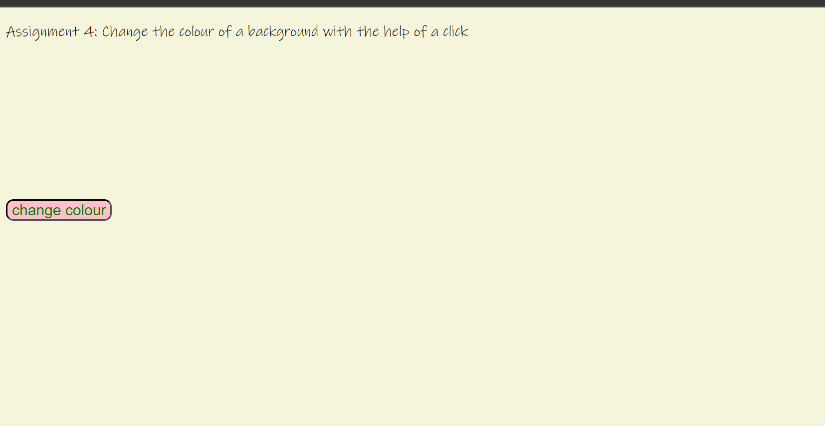 Assignment 4: Change the colour of a background with the help of a click
change colour